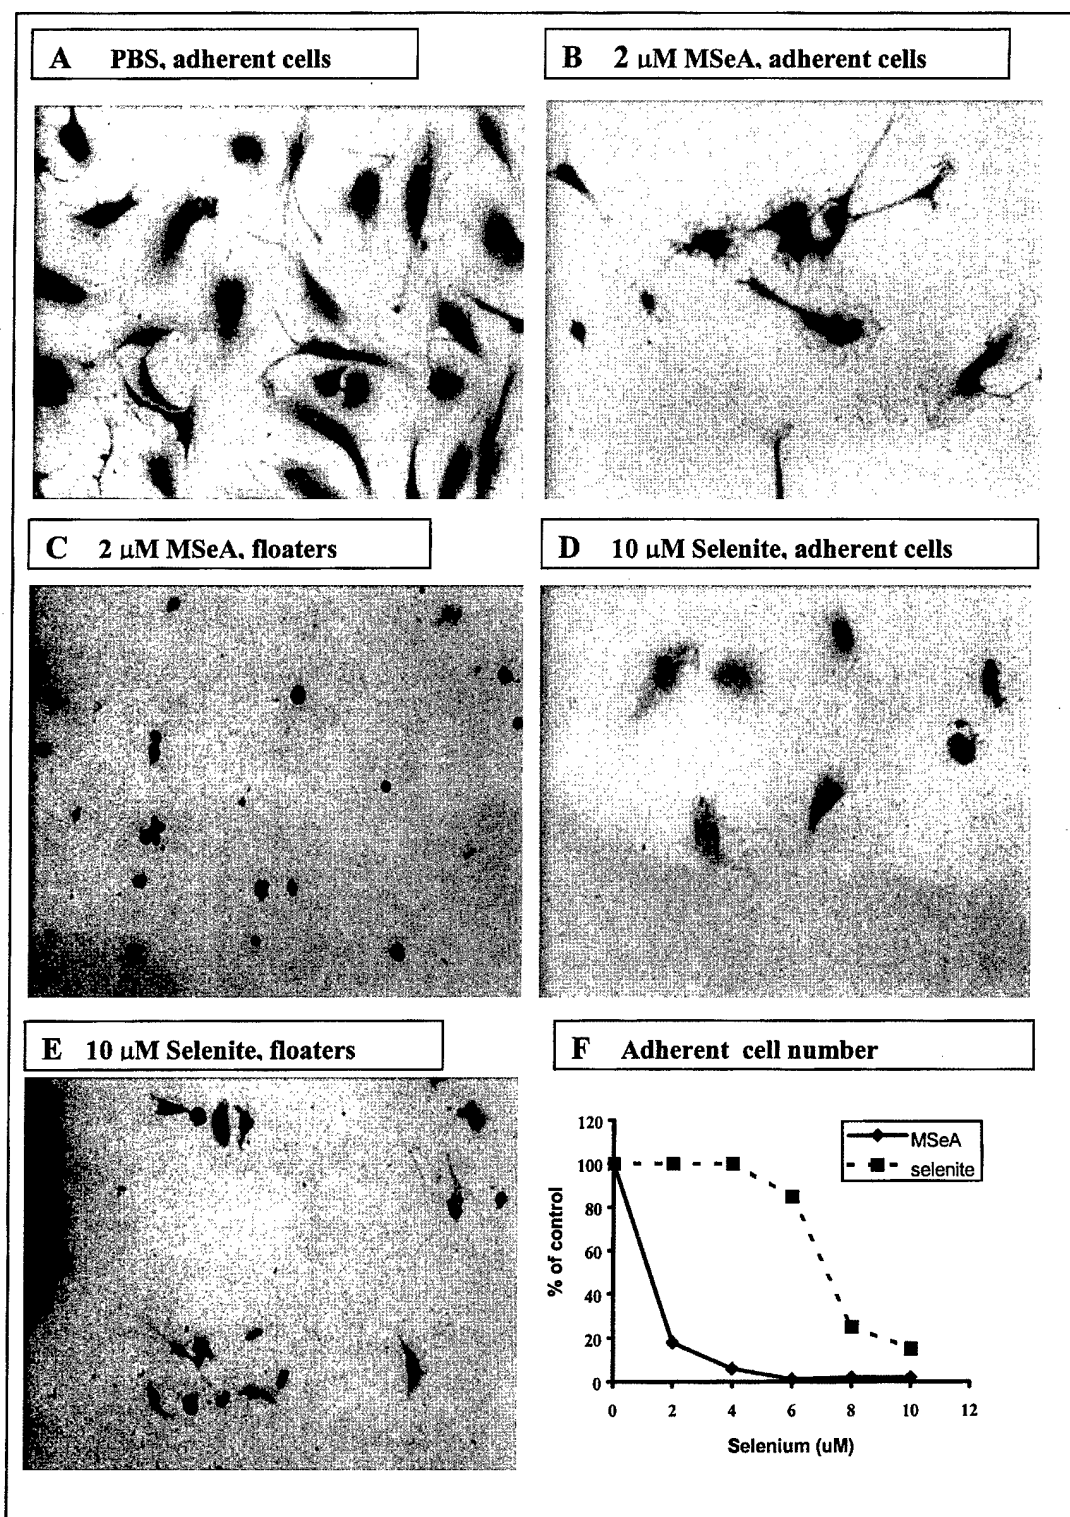 A PBS, adherent cells
B 2 µM MSeA, adherent cells
C 2 µM MSeA, floaters
D 10 µM Selenite, adherent cells
E 10 µM Selenite, floaters
F Adherent cell number
120
100
80
60
40
20
0
% of control
MSeA
selenite
0 2 4 6 8 10 12
Selenium (uM)